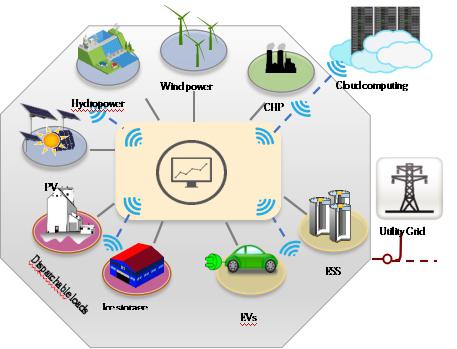 Hydropower
Wind power
CHP
Cloud computing
PV
Dispatchable loads
Ice storage
EVs
ESS
Utility Grid